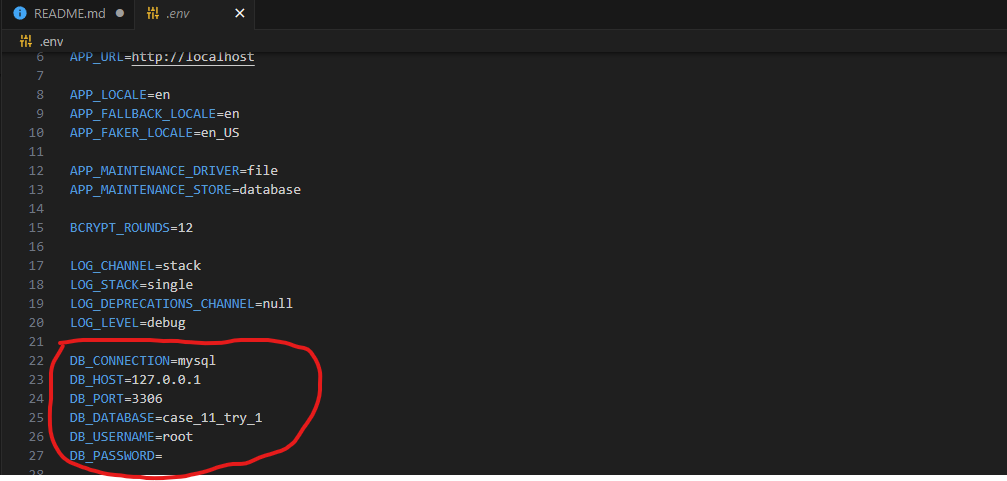 README.md
.env
.env
6 APP_URL=http://localhost
7
8 APP_LOCALE=en
9 APP_FALLBACK_LOCALE=en
10 APP_FAKER_LOCALE=en_US
11
12 APP_MAINTENANCE_DRIVER=file
13 APP_MAINTENANCE_STORE=database
14
15 BCRYPT_ROUNDS=12
16
17 LOG_CHANNEL=stack
18 LOG_STACK=single
19 LOG_DEPRECATIONS_CHANNEL=null
20 LOG_LEVEL=debug
21
22 DB_CONNECTION=mysql
23 DB_HOST=127.0.0.1
24 DB_PORT=3306
25 DB_DATABASE=case_11_try_1
26 DB_USERNAME=root
27 DB_PASSWORD=
28